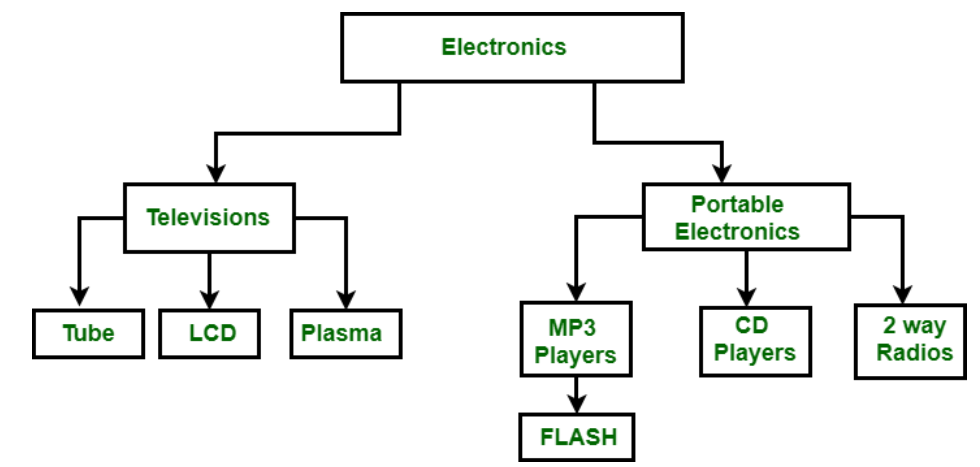 Electronics
Televisions
Portable
Electronics
Tube
LCD
Plasma
MP3
Players
CD
Players
2 way
Radios
FLASH